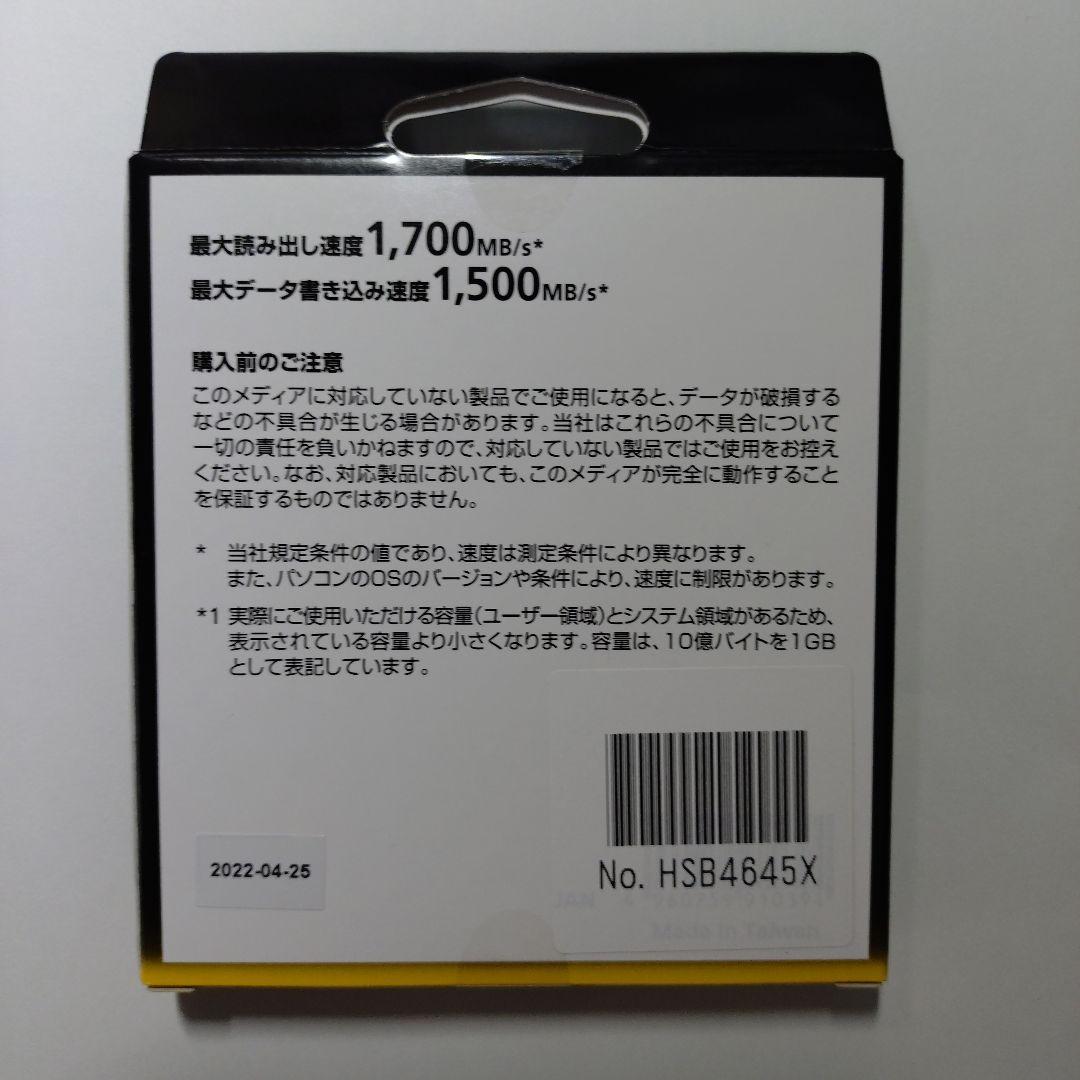 最大読み出し速度1,700MB/s*
最大データ書き込み速度1,500MB/s*
購入前のご注意
このメディアに対応していない製品でご使用になると、データが破損する
などの不具合が生じる場合があります。当社はこれらの不具合について
一切の責任を負いかねますので、対応していない製品ではご使用をお控え
ください。なお、対応製品においても、このメディアが完全に動作すること
を保証するものではありません。
* 当社規定条件の値であり、速度は測定条件により異なります。
また、パソコンのOSのバージョンや条件により、速度に制限があります。
*1 実際にご使用いただける容量(ユーザー領域)とシステム領域があるため、
表示されている容量より小さくなります。容量は、10億バイトを1GB
として表記しています。
2022-04-25
No. HSB4645X
JAN 4 960759 910394
Made in Taiwan